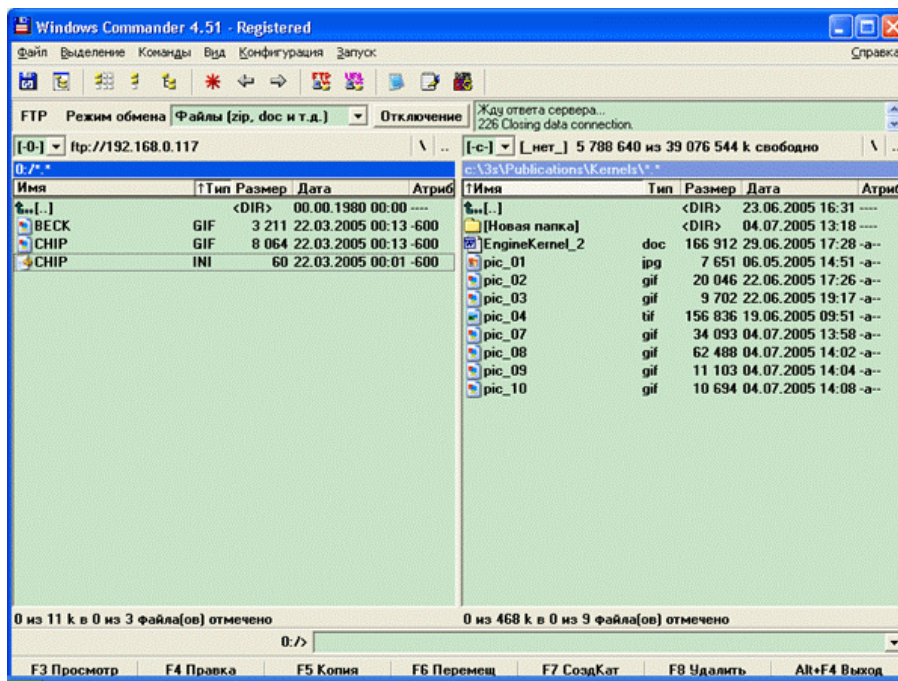 Windows Commander 4.51 - Registered
Файл Выделение Команды Вид Конфигурация Запуск Справка
FTP Режим обмена Файлы (zip, doc и т.д.) Отключение
Жду ответа сервера...
226 Closing data connection.
[-0-] ftp://192.168.0.117 \ ..
[-c-] [_нет_] 5 788 640 из 39 076 544 k свободно \ ..
0:/*.*
Имя ↑Тип Размер Дата Атриб
[..] <DIR> 00.00.1980 00:00 ----
BECK GIF 3 211 22.03.2005 00:13 -600
CHIP GIF 8 064 22.03.2005 00:13 -600
CHIP INI 60 22.03.2005 00:01 -600
0 из 11 k в 0 из 3 файла(ов) отмечено
c:\3s\Publications\Kernels\*.*
↑Имя Тип Размер Дата Атриб
[..] <DIR> 23.06.2005 16:31 ----
[Новая папка] <DIR> 04.07.2005 13:18 ----
EngineKernel_2 doc 166 912 29.06.2005 17:28 -a--
pic_01 jpg 7 651 06.05.2005 14:51 -a--
pic_02 gif 20 046 22.06.2005 17:26 -a--
pic_03 gif 9 702 22.06.2005 19:17 -a--
pic_04 tif 156 836 19.06.2005 09:51 -a--
pic_07 gif 34 093 04.07.2005 13:58 -a--
pic_08 gif 62 488 04.07.2005 14:02 -a--
pic_09 gif 11 103 04.07.2005 14:04 -a--
pic_10 gif 10 694 04.07.2005 14:08 -a--
0 из 468 k в 0 из 9 файла(ов) отмечено
0:/>
F3 Просмотр F4 Правка F5 Копия F6 Перемещ F7 СоздКат F8 Удалить Alt+F4 Выход